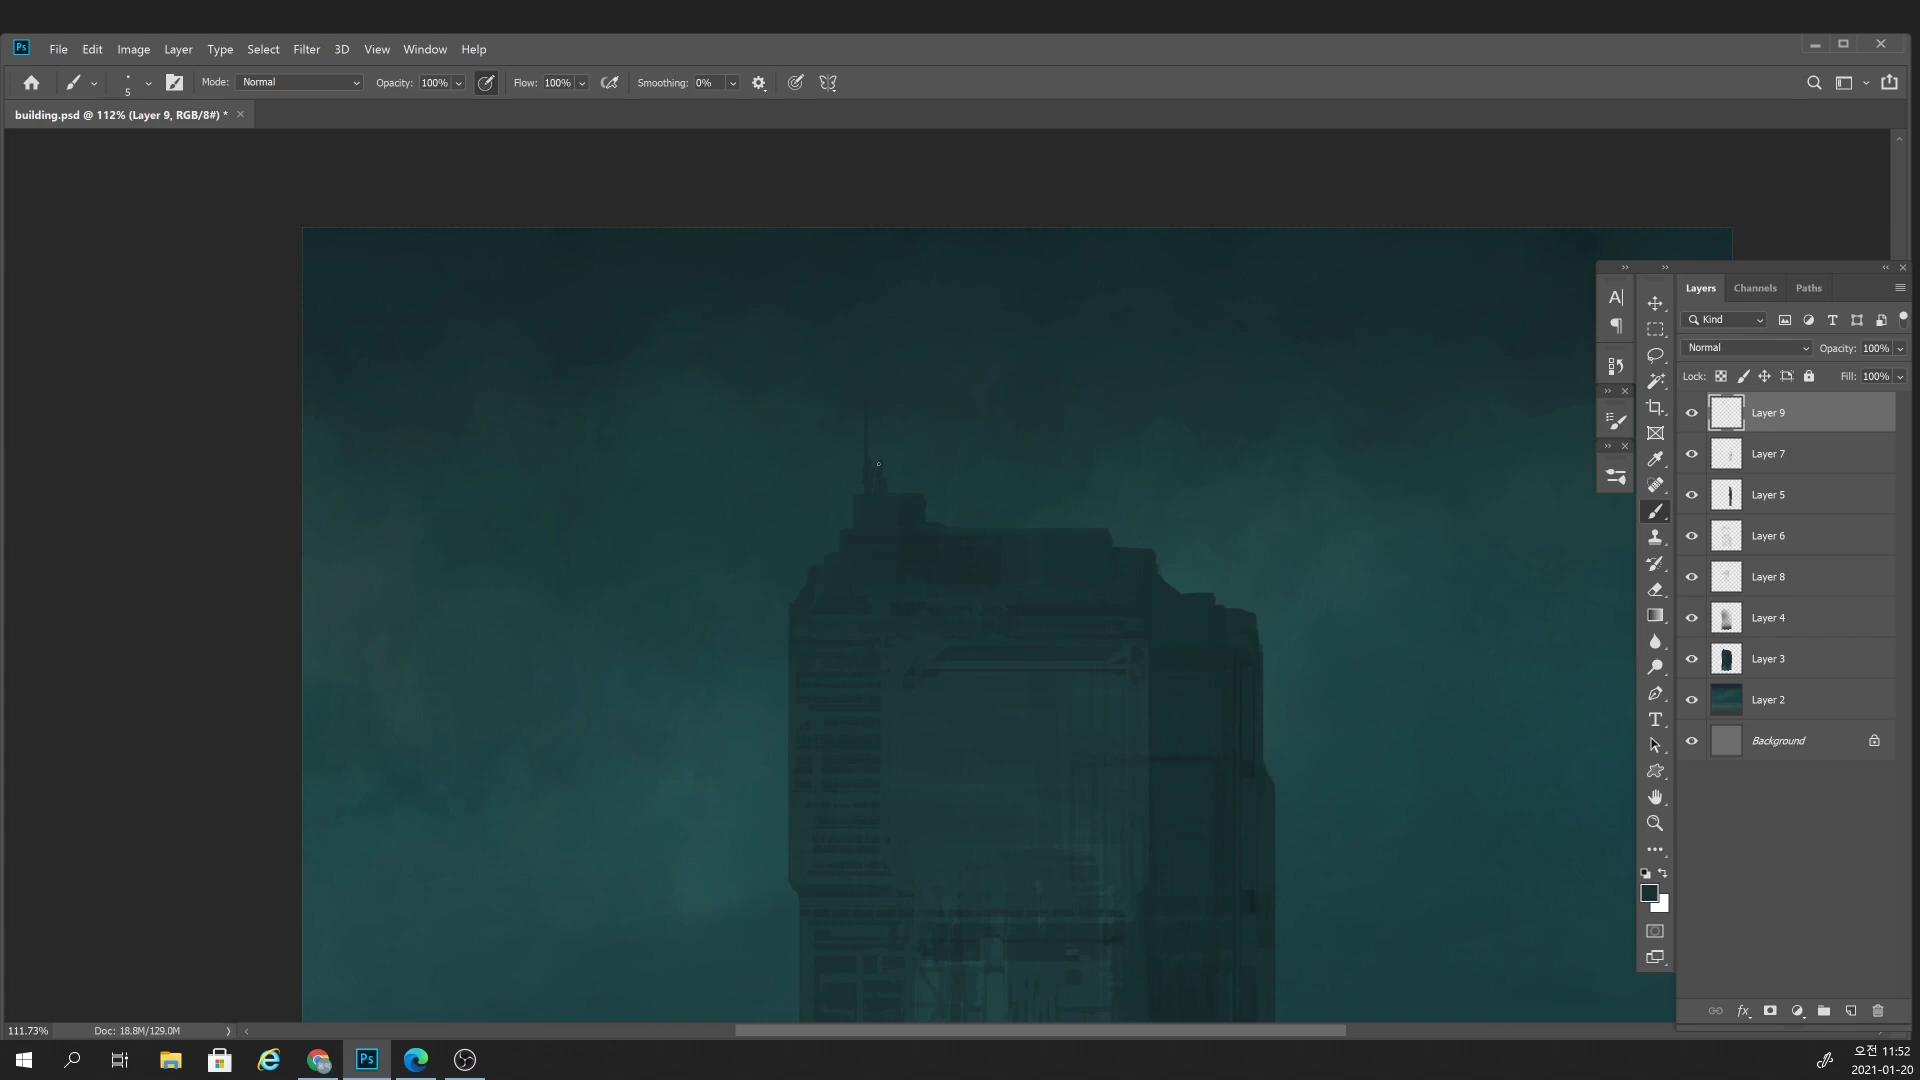 Ps File Edit Image Layer Type Select Filter 3D View Window Help
5 Mode: Normal Opacity: 100% Flow: 100% Smoothing: 0%
building.psd @ 112% (Layer 9, RGB/8#) *
Layers Channels Paths
Kind
Normal Opacity: 100%
Lock: Fill: 100%
Layer 9
Layer 7
Layer 5
Layer 6
Layer 8
Layer 4
Layer 3
Layer 2
Background
fx
111.73% Doc: 18.8M/129.0M
Ps
오전 11:52
2021-01-20